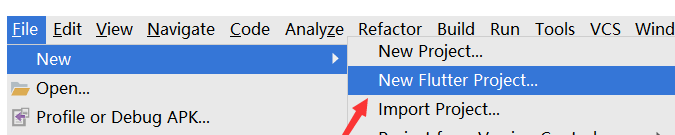 File Edit View Navigate Code Analyze Refactor Build Run Tools VCS Wind
New
New Project...
New Flutter Project...
Open...
Import Project...
Profile or Debug APK...